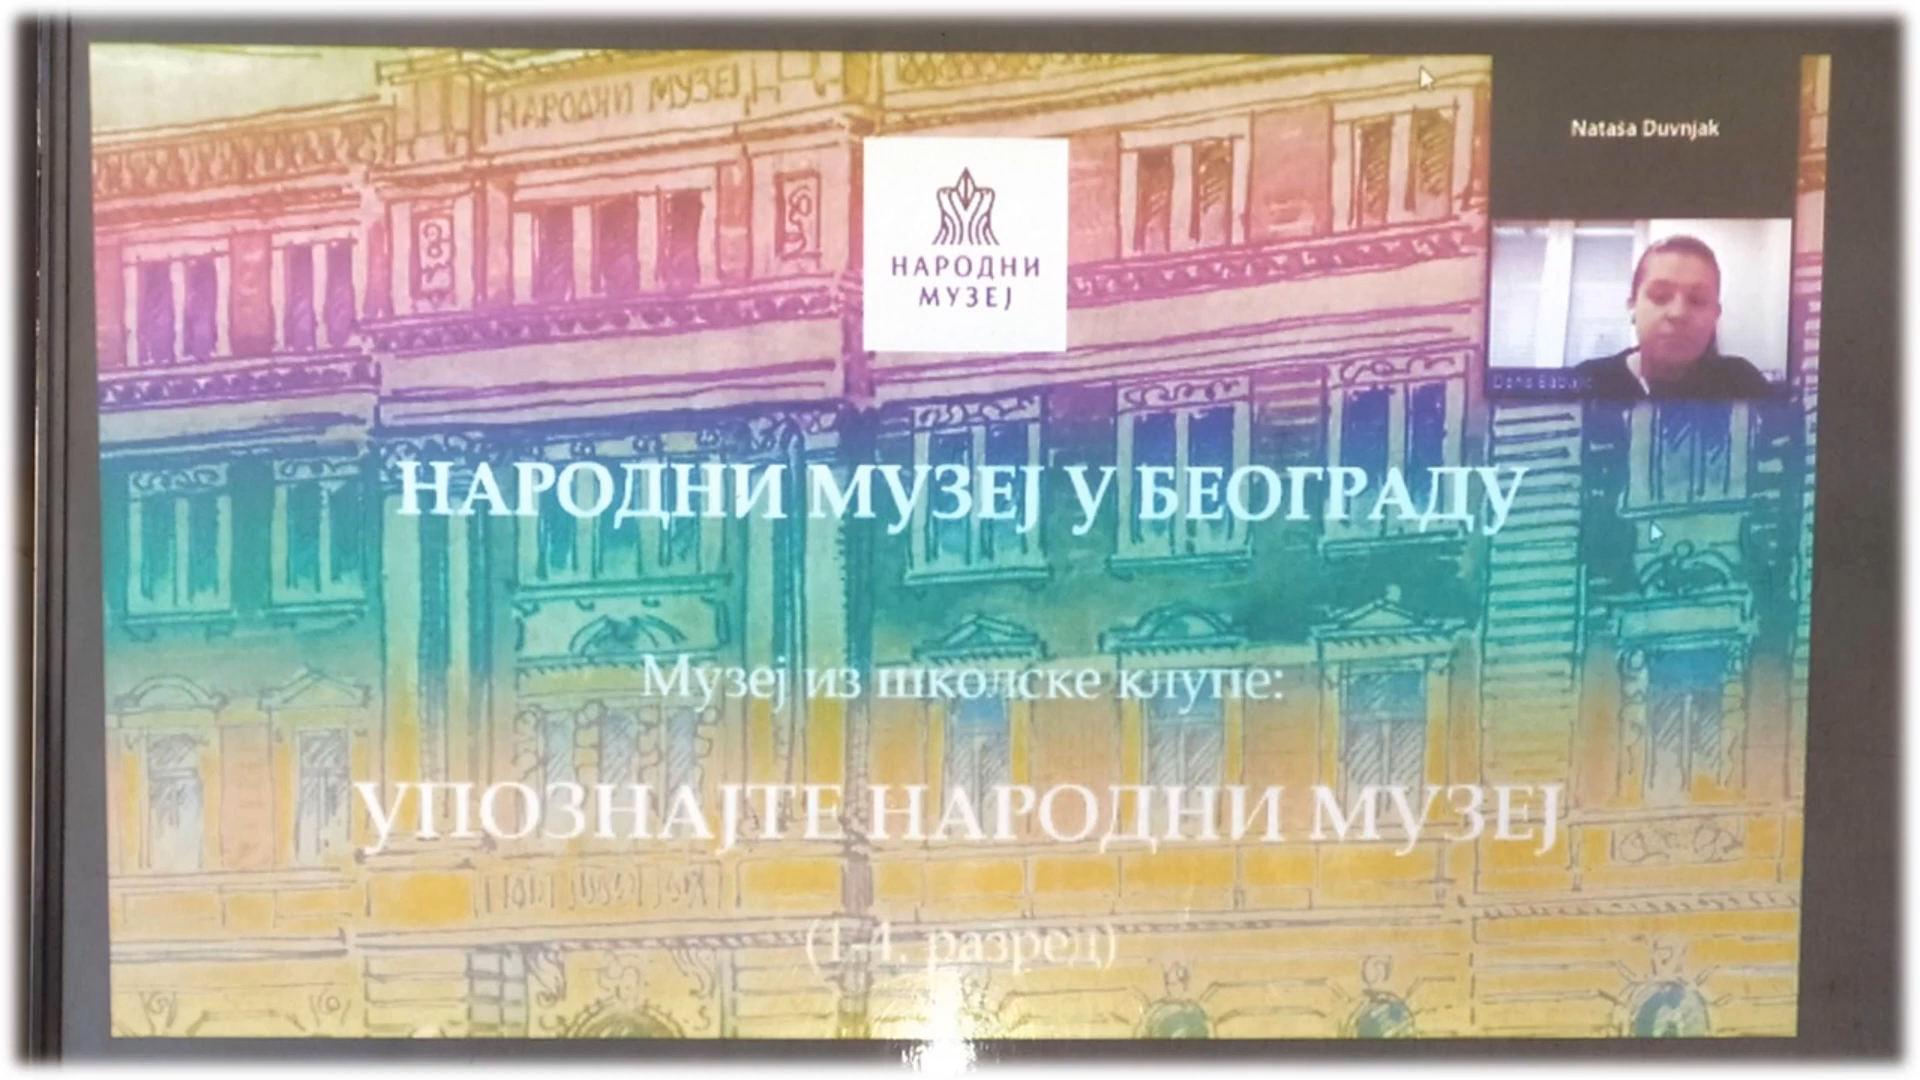 НАРОДНИ МУЗЕЈ
Nataša Duvnjak
НАРОДНИ
МУЗЕЈ
НАРОДНИ МУЗЕЈ У БЕОГРАДУ
Музеј из школске клупе:
УПОЗНАЈТЕ НАРОДНИ МУЗЕЈ
(1-4. разред)